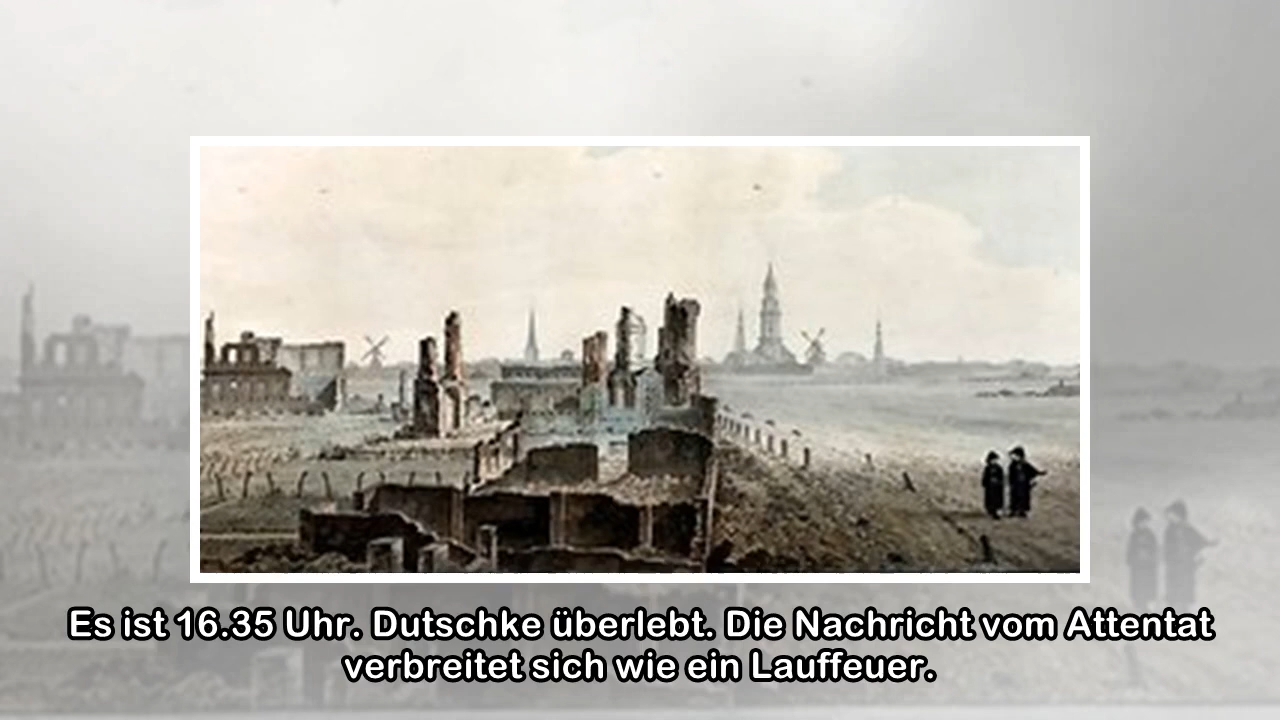 Es ist 16.35 Uhr. Dutschke überlebt. Die Nachricht vom Attentat
verbreitet sich wie ein Lauffeuer.